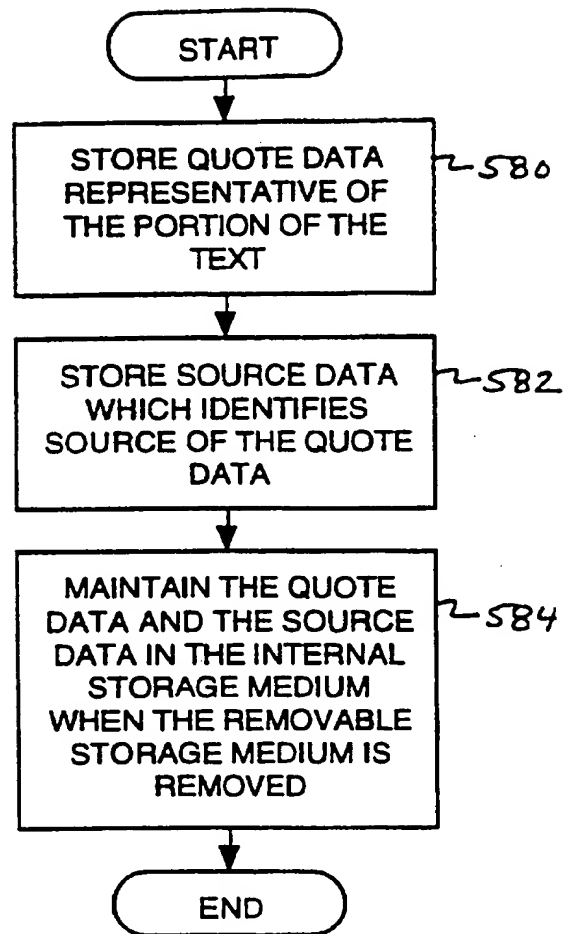 START
STORE QUOTE DATA
REPRESENTATIVE OF
THE PORTION OF THE
TEXT
580
STORE SOURCE DATA
WHICH IDENTIFIES
SOURCE OF THE QUOTE
DATA
582
MAINTAIN THE QUOTE
DATA AND THE SOURCE
DATA IN THE INTERNAL
STORAGE MEDIUM
WHEN THE REMOVABLE
STORAGE MEDIUM IS
REMOVED
584
END